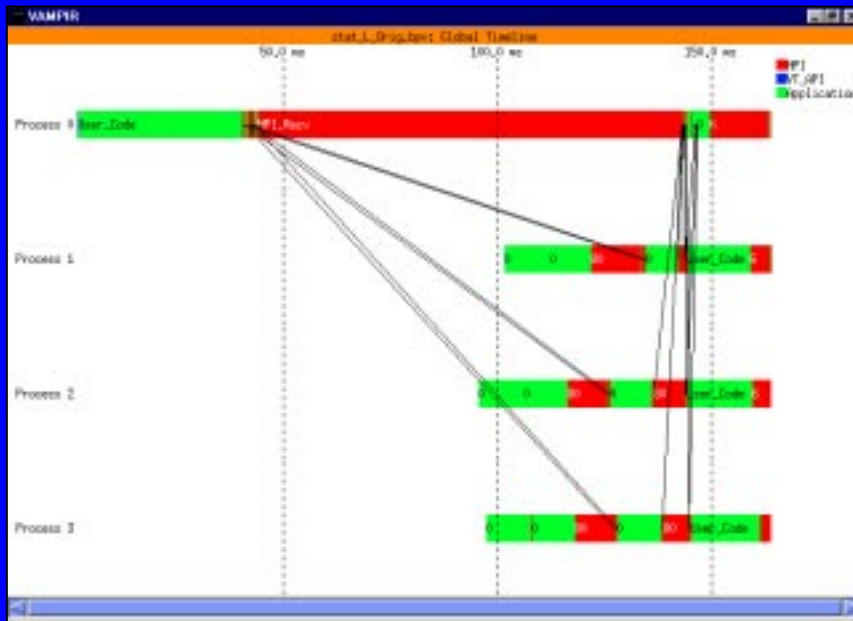 VAMPIR
stat_L_Orig.bpv: Global Timeline
50.0 ms 100.0 ms 150.0 ms
MPI
VT_API
Application
Process 0 User_Code MPI_Recv
Process 1 User_Code
Process 2 User_Code
Process 3 User_Code